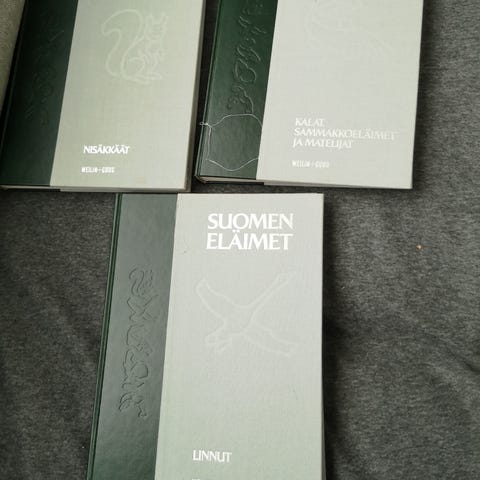 NISÄKKÄÄT
WEILIN+GÖÖS
KALAT,
SAMMAKKOELÄIMET
JA MATELIJAT
WEILIN+GÖÖS
SUOMEN
ELÄIMET
LINNUT